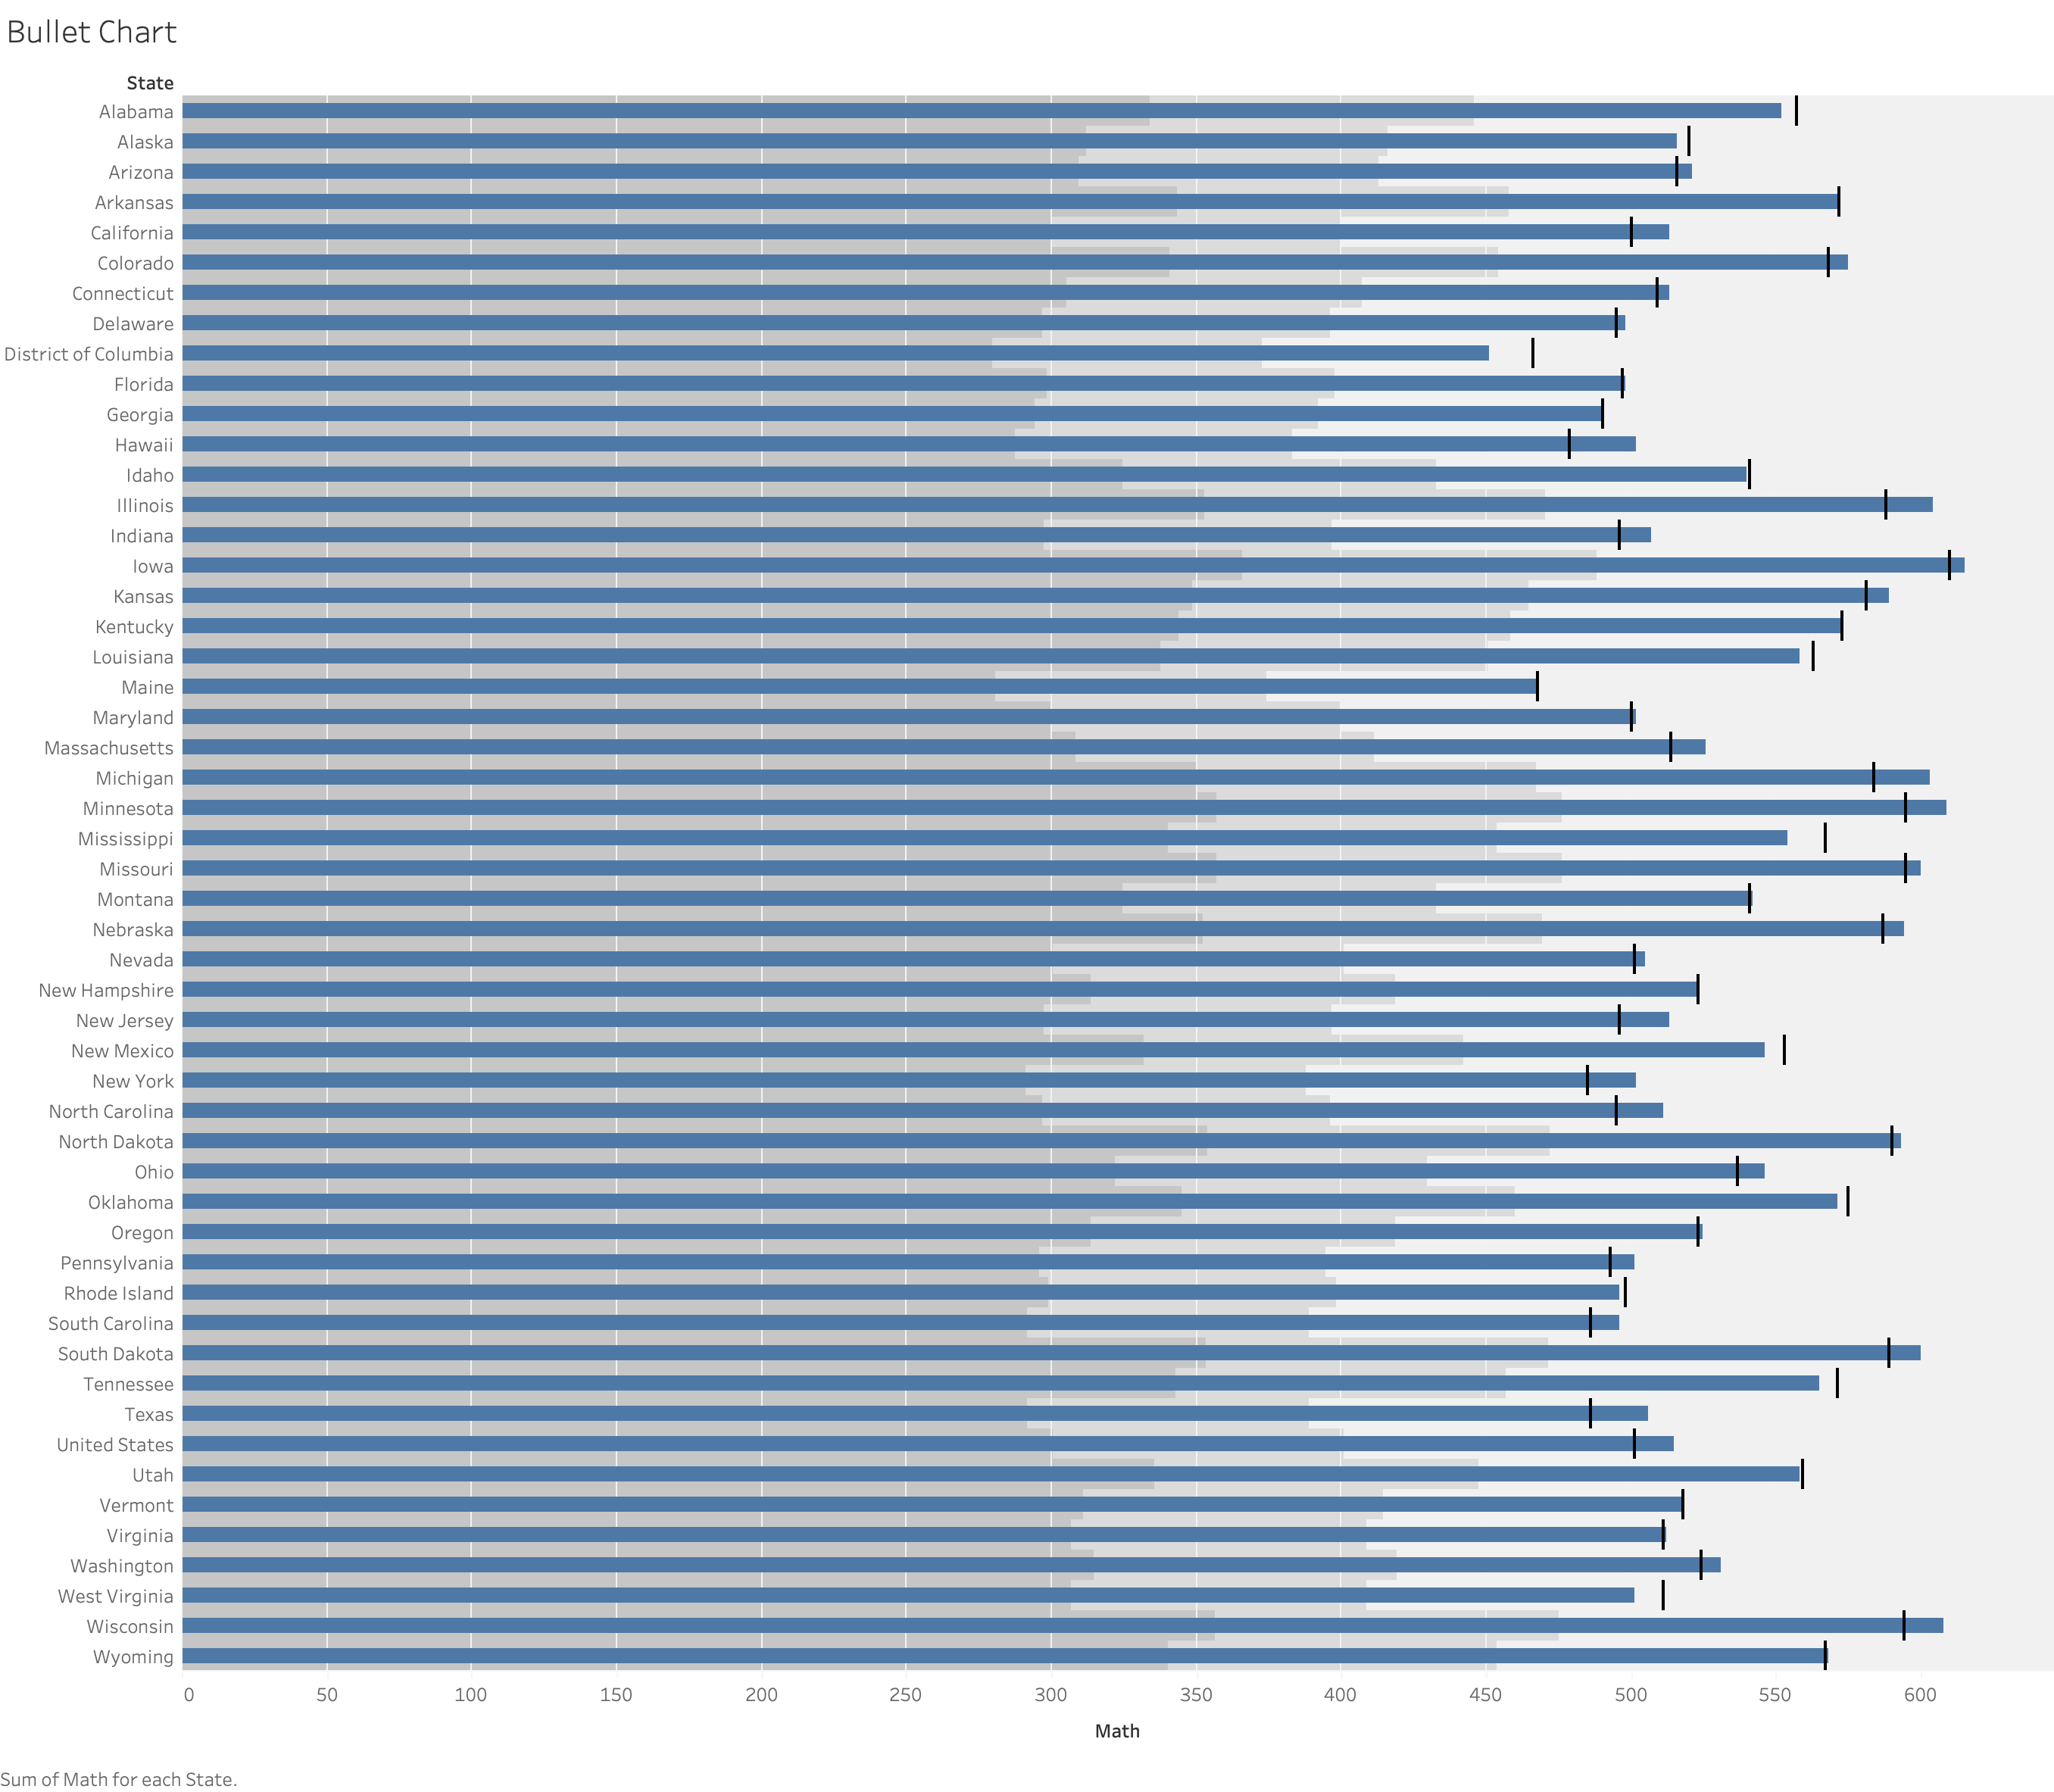 Bullet Chart
State
Alabama
Alaska
Arizona
Arkansas
California
Colorado
Connecticut
Delaware
District of Columbia
Florida
Georgia
Hawaii
Idaho
Illinois
Indiana
Iowa
Kansas
Kentucky
Louisiana
Maine
Maryland
Massachusetts
Michigan
Minnesota
Mississippi
Missouri
Montana
Nebraska
Nevada
New Hampshire
New Jersey
New Mexico
New York
North Carolina
North Dakota
Ohio
Oklahoma
Oregon
Pennsylvania
Rhode Island
South Carolina
South Dakota
Tennessee
Texas
United States
Utah
Vermont
Virginia
Washington
West Virginia
Wisconsin
Wyoming
0 50 100 150 200 250 300 350 400 450 500 550 600
Math
Sum of Math for each State.